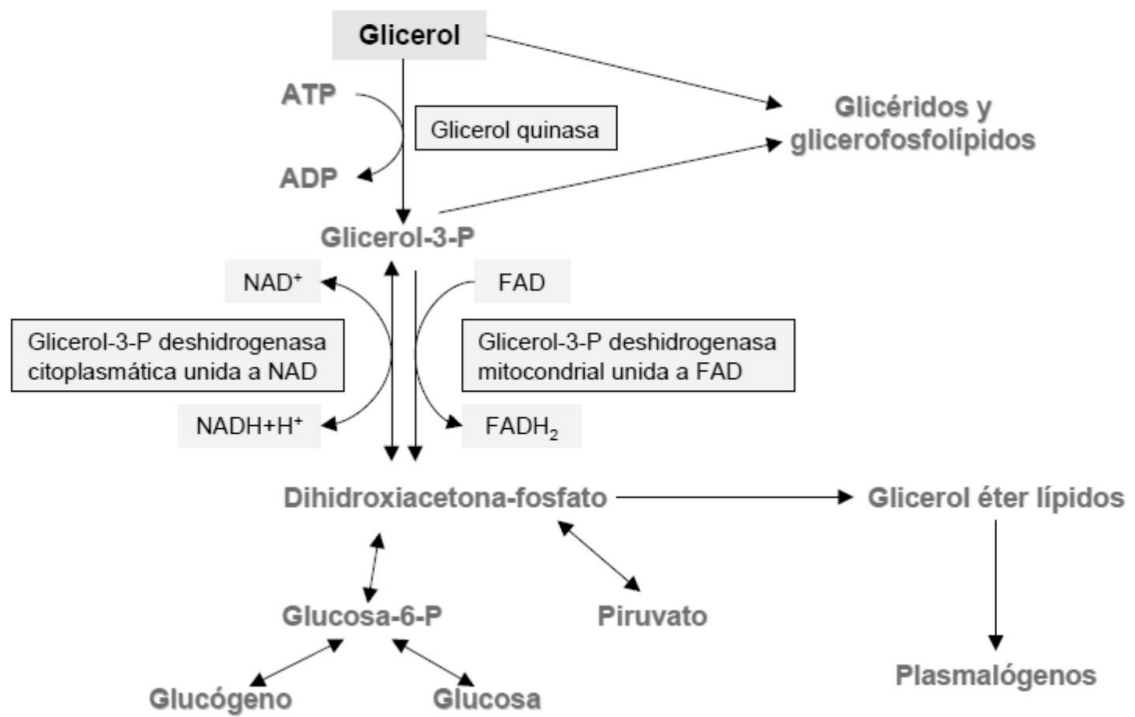 Glicerol
ATP
Glicerol quinasa
ADP
Glicéridos y
glicerofosfolípidos
Glicerol-3-P
NAD⁺
FAD
Glicerol-3-P deshidrogenasa
citoplasmática unida a NAD
Glicerol-3-P deshidrogenasa
mitocondrial unida a FAD
NADH+H⁺
FADH₂
Dihidroxiacetona-fosfato
Glicerol éter lípidos
Glucosa-6-P
Piruvato
Plasmalógenos
Glucógeno
Glucosa